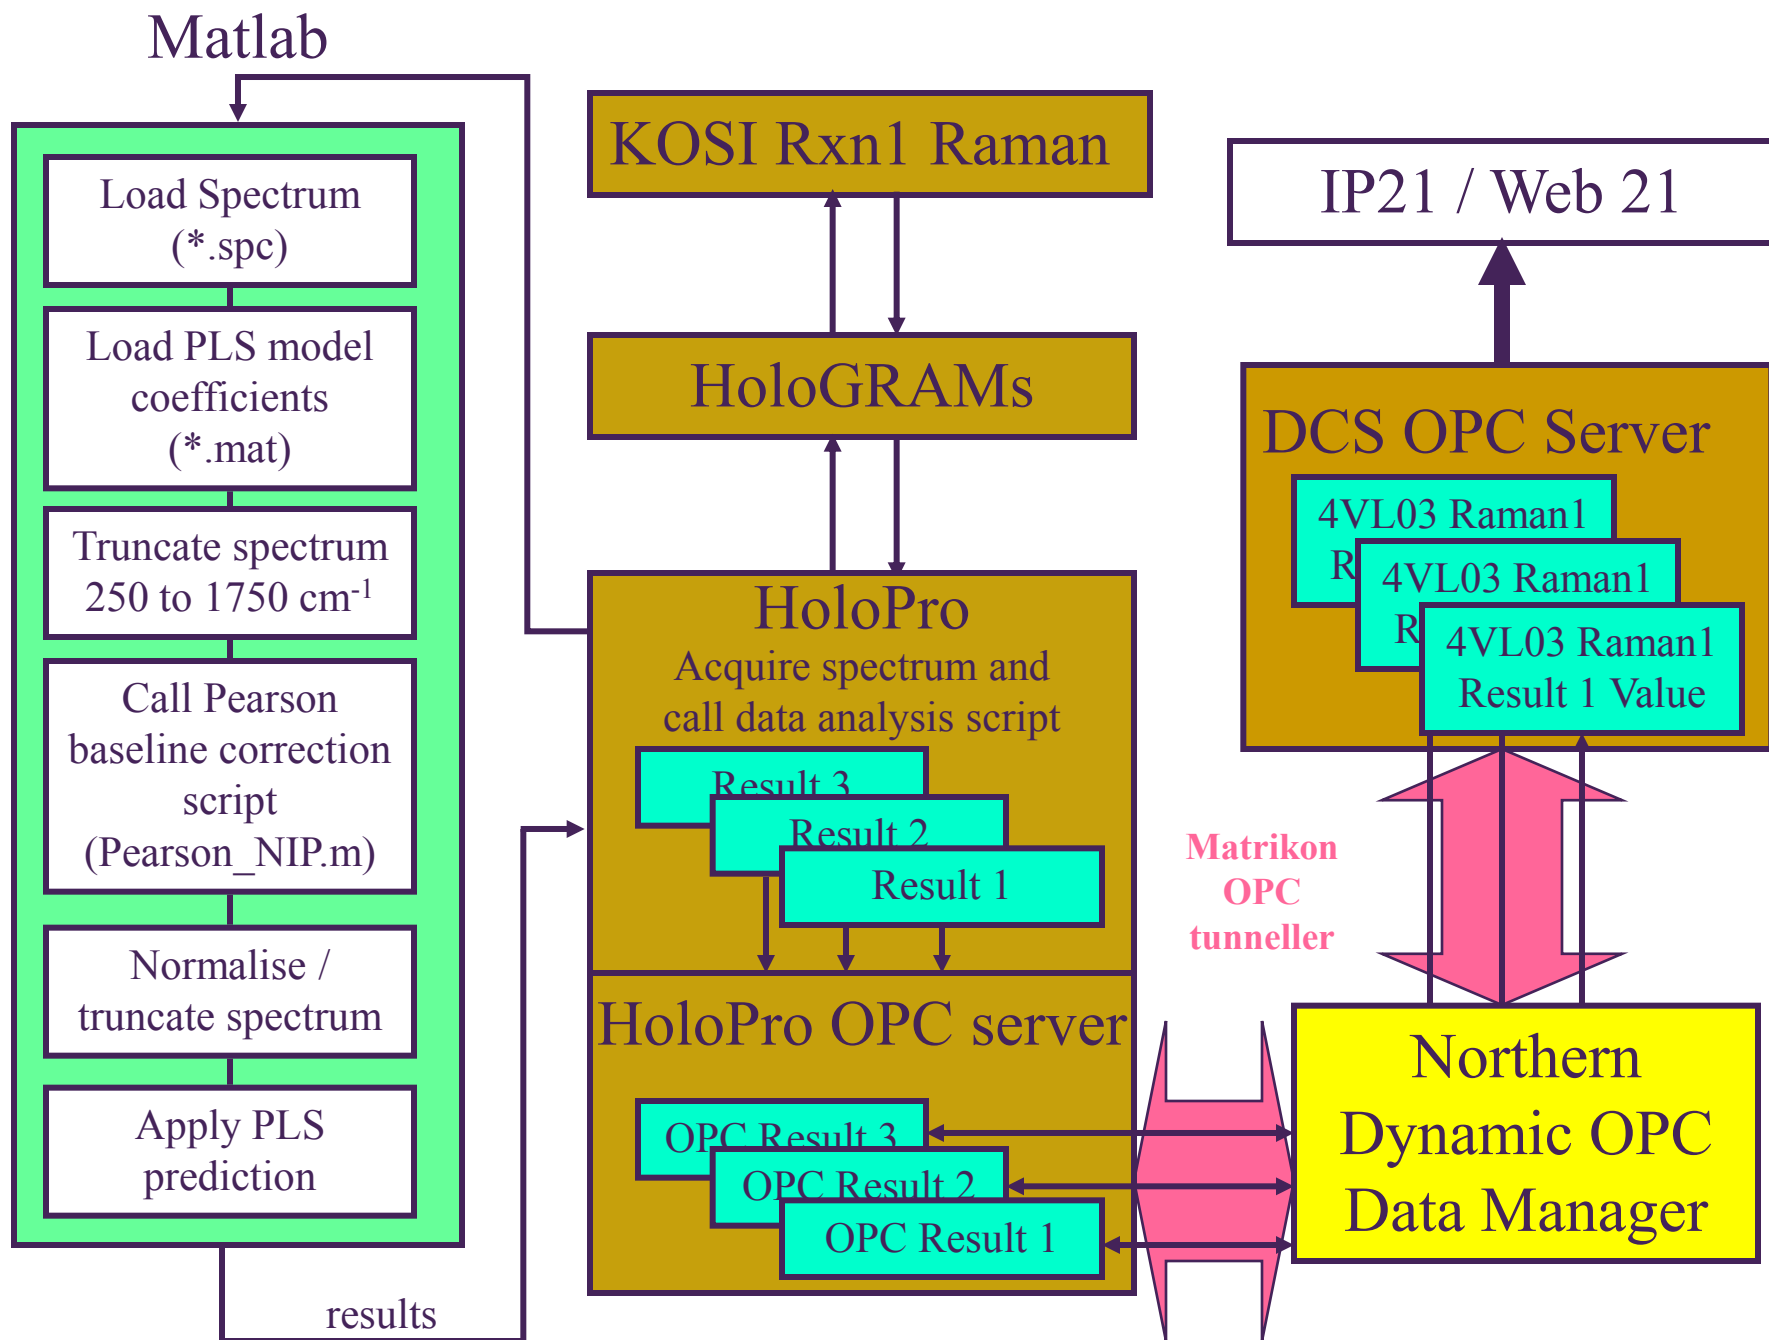 Matlab
Load Spectrum
(*.spc)
Load PLS model
coefficients
(*.mat)
Truncate spectrum
250 to 1750 cm-1
Call Pearson
baseline correction
script
(Pearson_NIP.m)
Normalise /
truncate spectrum
Apply PLS
prediction
results
KOSI Rxn1 Raman
HoloGRAMs
HoloPro
Acquire spectrum and
call data analysis script
Result 3
Result 2
Result 1
HoloPro OPC server
OPC Result 3
OPC Result 2
OPC Result 1
IP21 / Web 21
DCS OPC Server
4VL03 Raman1
R
4VL03 Raman1
R
4VL03 Raman1
Result 1 Value
Matrikon
OPC
tunneller
Northern
Dynamic OPC
Data Manager